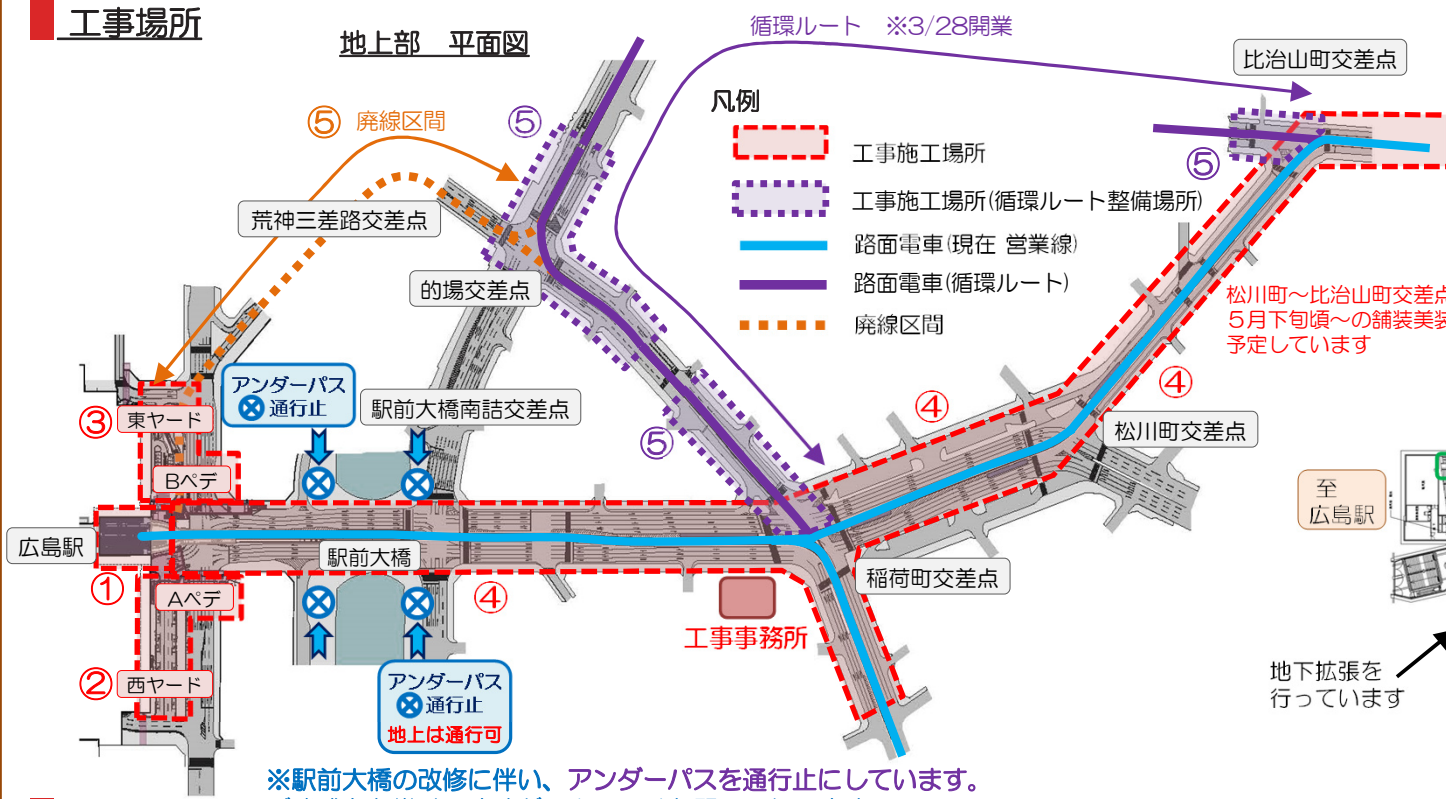 工事場所
地上部 平面図
循環ルート ※3/28開業
比治山町交差点
凡例
⑤ 廃線区間
⑤
工事施工場所
⑤
工事施工場所(循環ルート整備場所)
荒神三差路交差点
路面電車(現在 営業線)
的場交差点
路面電車(循環ルート)
廃線区間
松川町～比治山町交差点
5月下旬頃～の舗装美装
予定しています
アンダーパス
通行止
駅前大橋南詰交差点
④
④
③
東ヤード
松川町交差点
⑤
Bペデ
至
広島駅
広島駅
駅前大橋
稲荷町交差点
①
Aペデ
④
工事事務所
②
西ヤード
アンダーパス
通行止
地上は通行可
地下拡張を
行っています
※駅前大橋の改修に伴い、アンダーパスを通行止にしています。